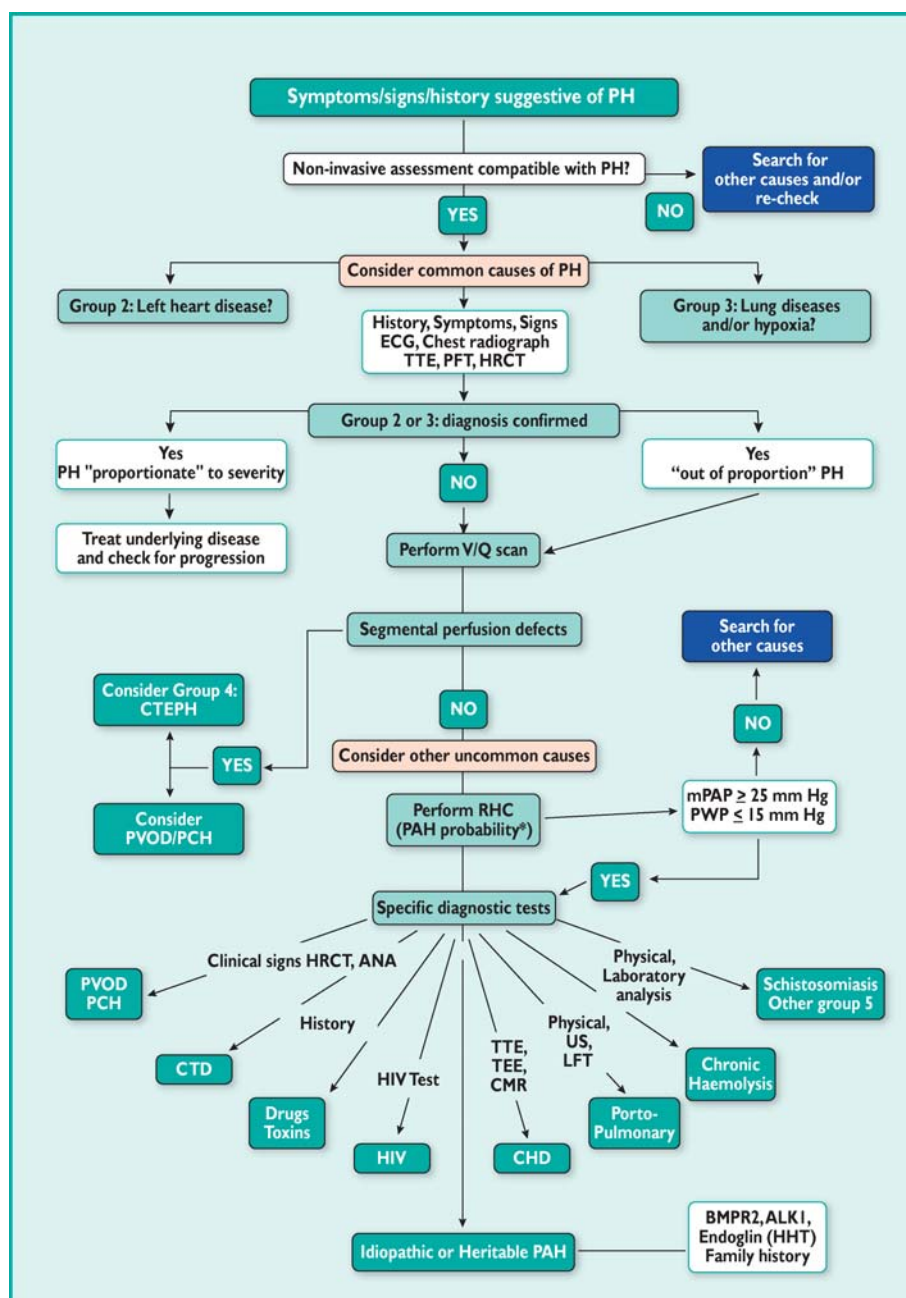 Symptoms/signs/history suggestive of PH
Non-invasive assessment compatible with PH?
Search for
other causes and/or
re-check
YES
NO
Consider common causes of PH
Group 2: Left heart disease?
Group 3: Lung diseases
and/or hypoxia?
History, Symptoms, Signs
ECG, Chest radiograph
TTE, PFT, HRCT
Group 2 or 3: diagnosis confirmed
Yes
PH "proportionate" to severity
NO
Yes
“out of proportion” PH
Treat underlying disease
and check for progression
Perform V/Q scan
Segmental perfusion defects
Search for
other causes
Consider Group 4:
CTEPH
NO
NO
YES
Consider other uncommon causes
Consider
PVOD/PCH
Perform RHC
(PAH probability*)
mPAP ≥ 25 mm Hg
PWP ≤ 15 mm Hg
YES
Specific diagnostic tests
Clinical signs HRCT, ANA
Physical,
Laboratory
analysis
PVOD
PCH
Schistosomiasis
Other group 5
History
HIV Test
TTE,
TEE,
CMR
Physical,
US,
LFT
CTD
Chronic
Haemolysis
Drugs
Toxins
Porto-
Pulmonary
HIV
CHD
Idiopathic or Heritable PAH
BMPR2, ALK1,
Endoglin (HHT)
Family history